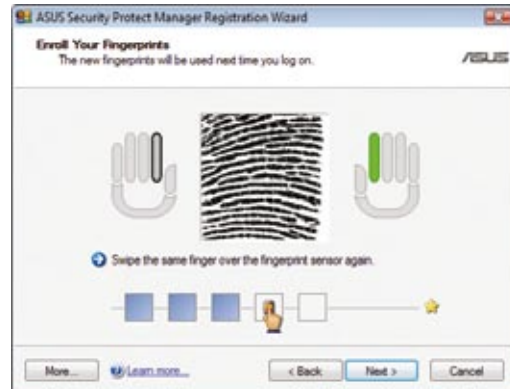 ASUS Security Protect Manager Registration Wizard
Enroll Your Fingerprints
The new fingerprints will be used next time you log on.
ASUS
Swipe the same finger over the fingerprint sensor again.
More... Learn more... < Back Next > Cancel